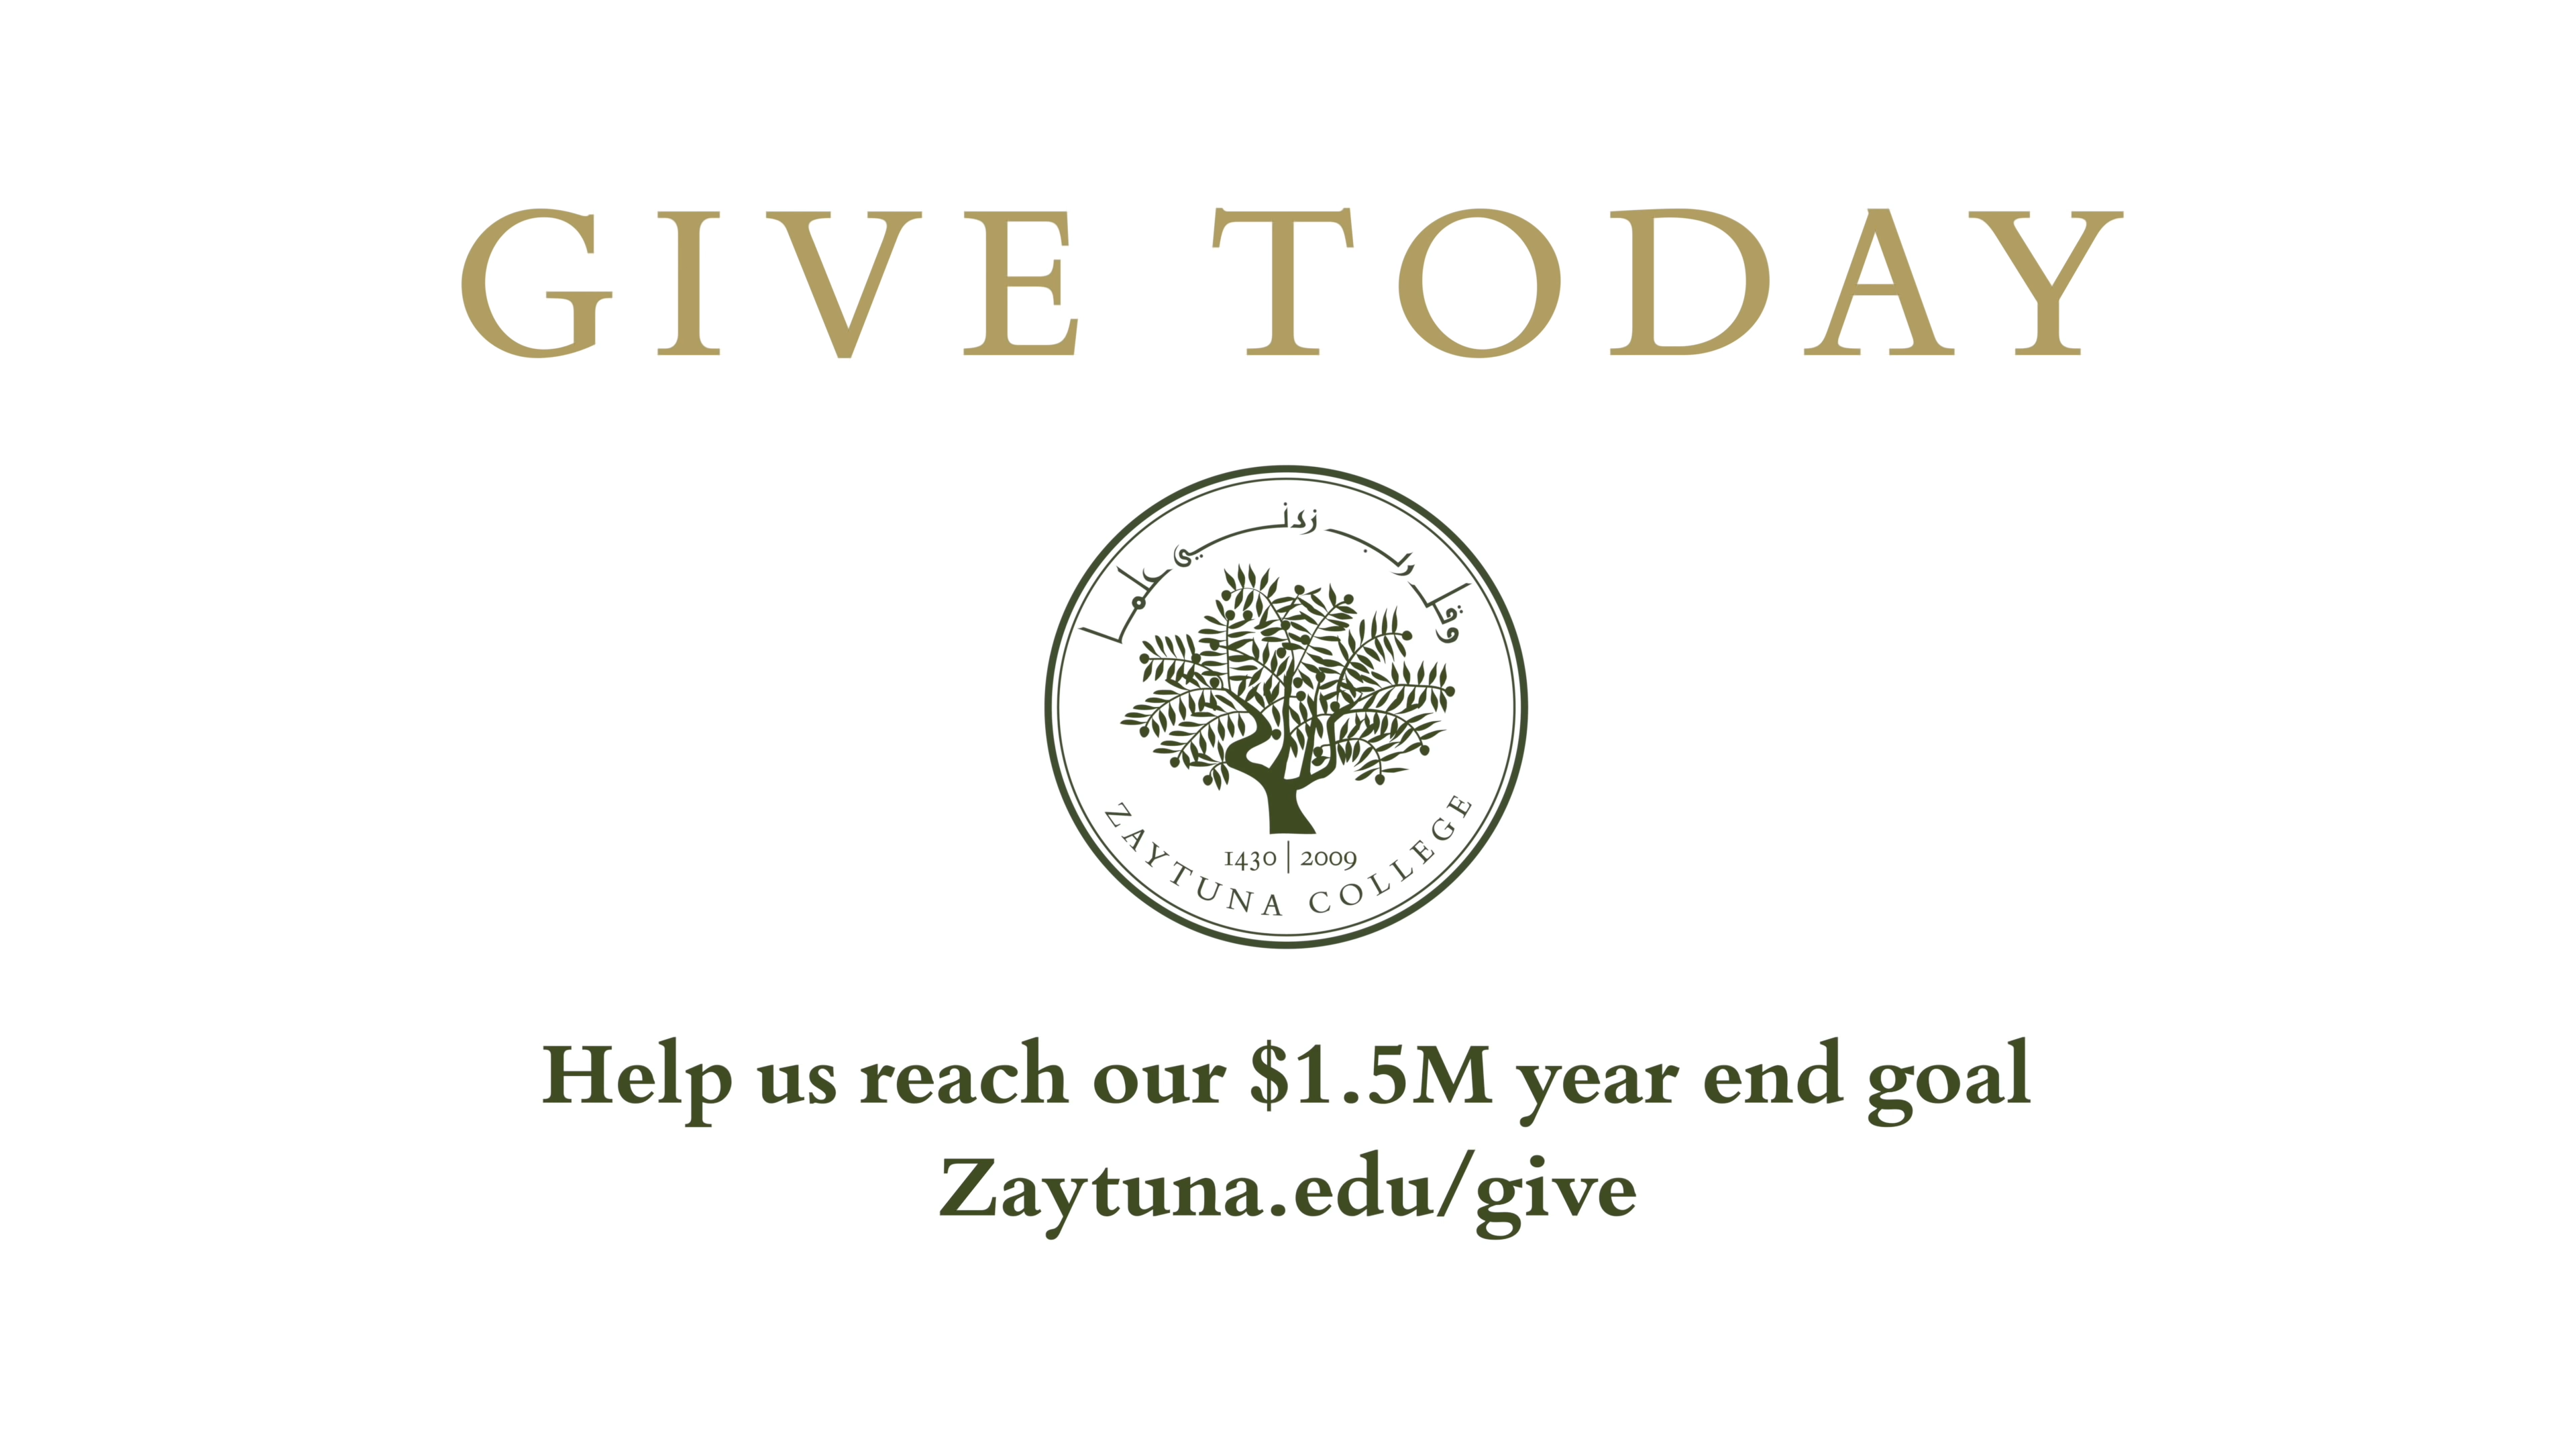 GIVE TODAY
وقل رب زدني علما
1430 | 2009
ZAYTUNA COLLEGE
Help us reach our $1.5M year end goal
Zaytuna.edu/give